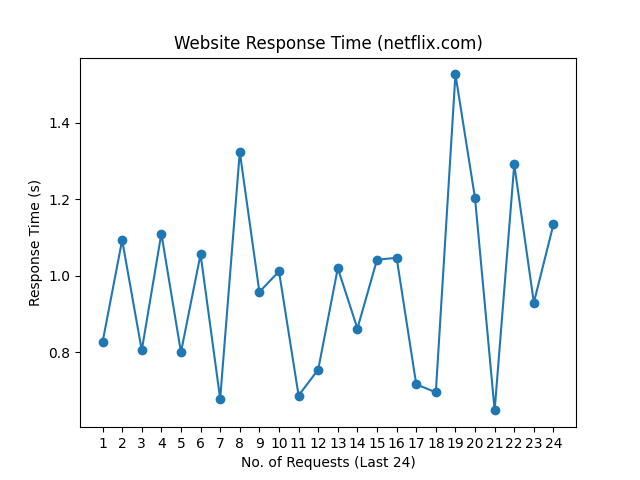 Website Response Time (netflix.com)
1.4
1.2
1.0
0.8
Response Time (s)
1 2 3 4 5 6 7 8 9 10 11 12 13 14 15 16 17 18 19 20 21 22 23 24
No. of Requests (Last 24)